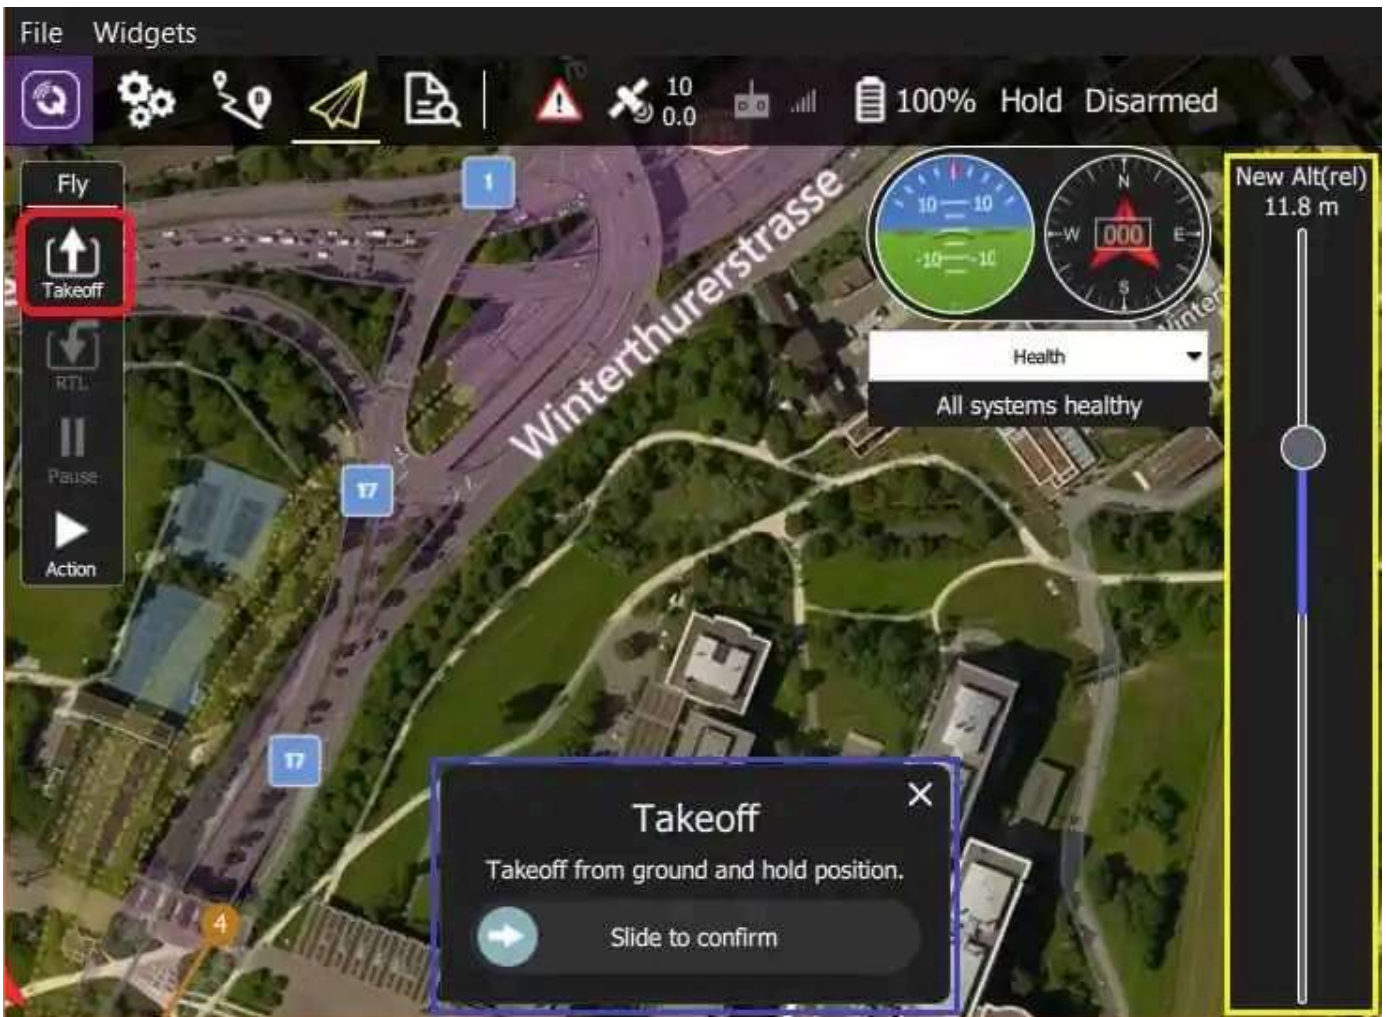 File Widgets
10
0.0
100% Hold Disarmed
Fly
Takeoff
RTL
Pause
Action
1
17
17
4
Winterthurerstrasse
Winter
10 10
-10 -10
N
W 000 E
S
Health
All systems healthy
New Alt(rel)
11.8 m
Takeoff
Takeoff from ground and hold position.
Slide to confirm